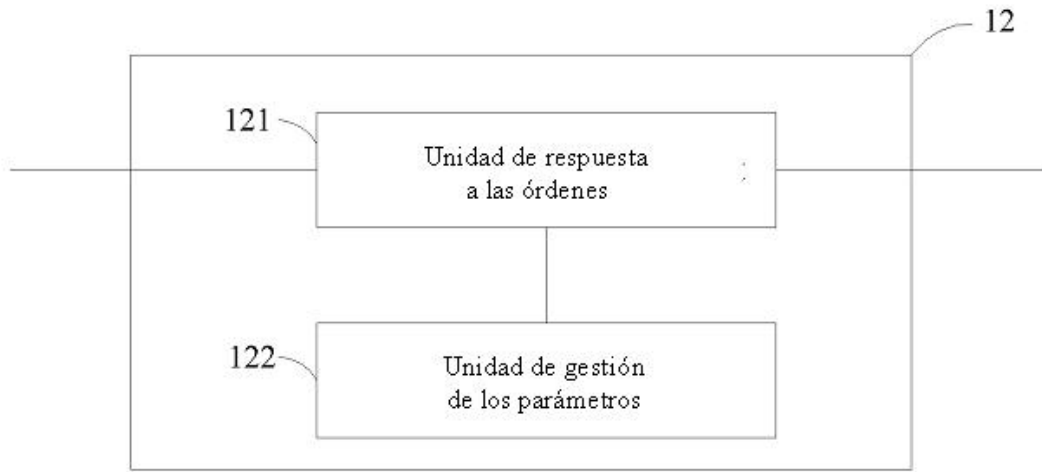 12
121
Unidad de respuesta
a las órdenes
122
Unidad de gestión
de los parámetros